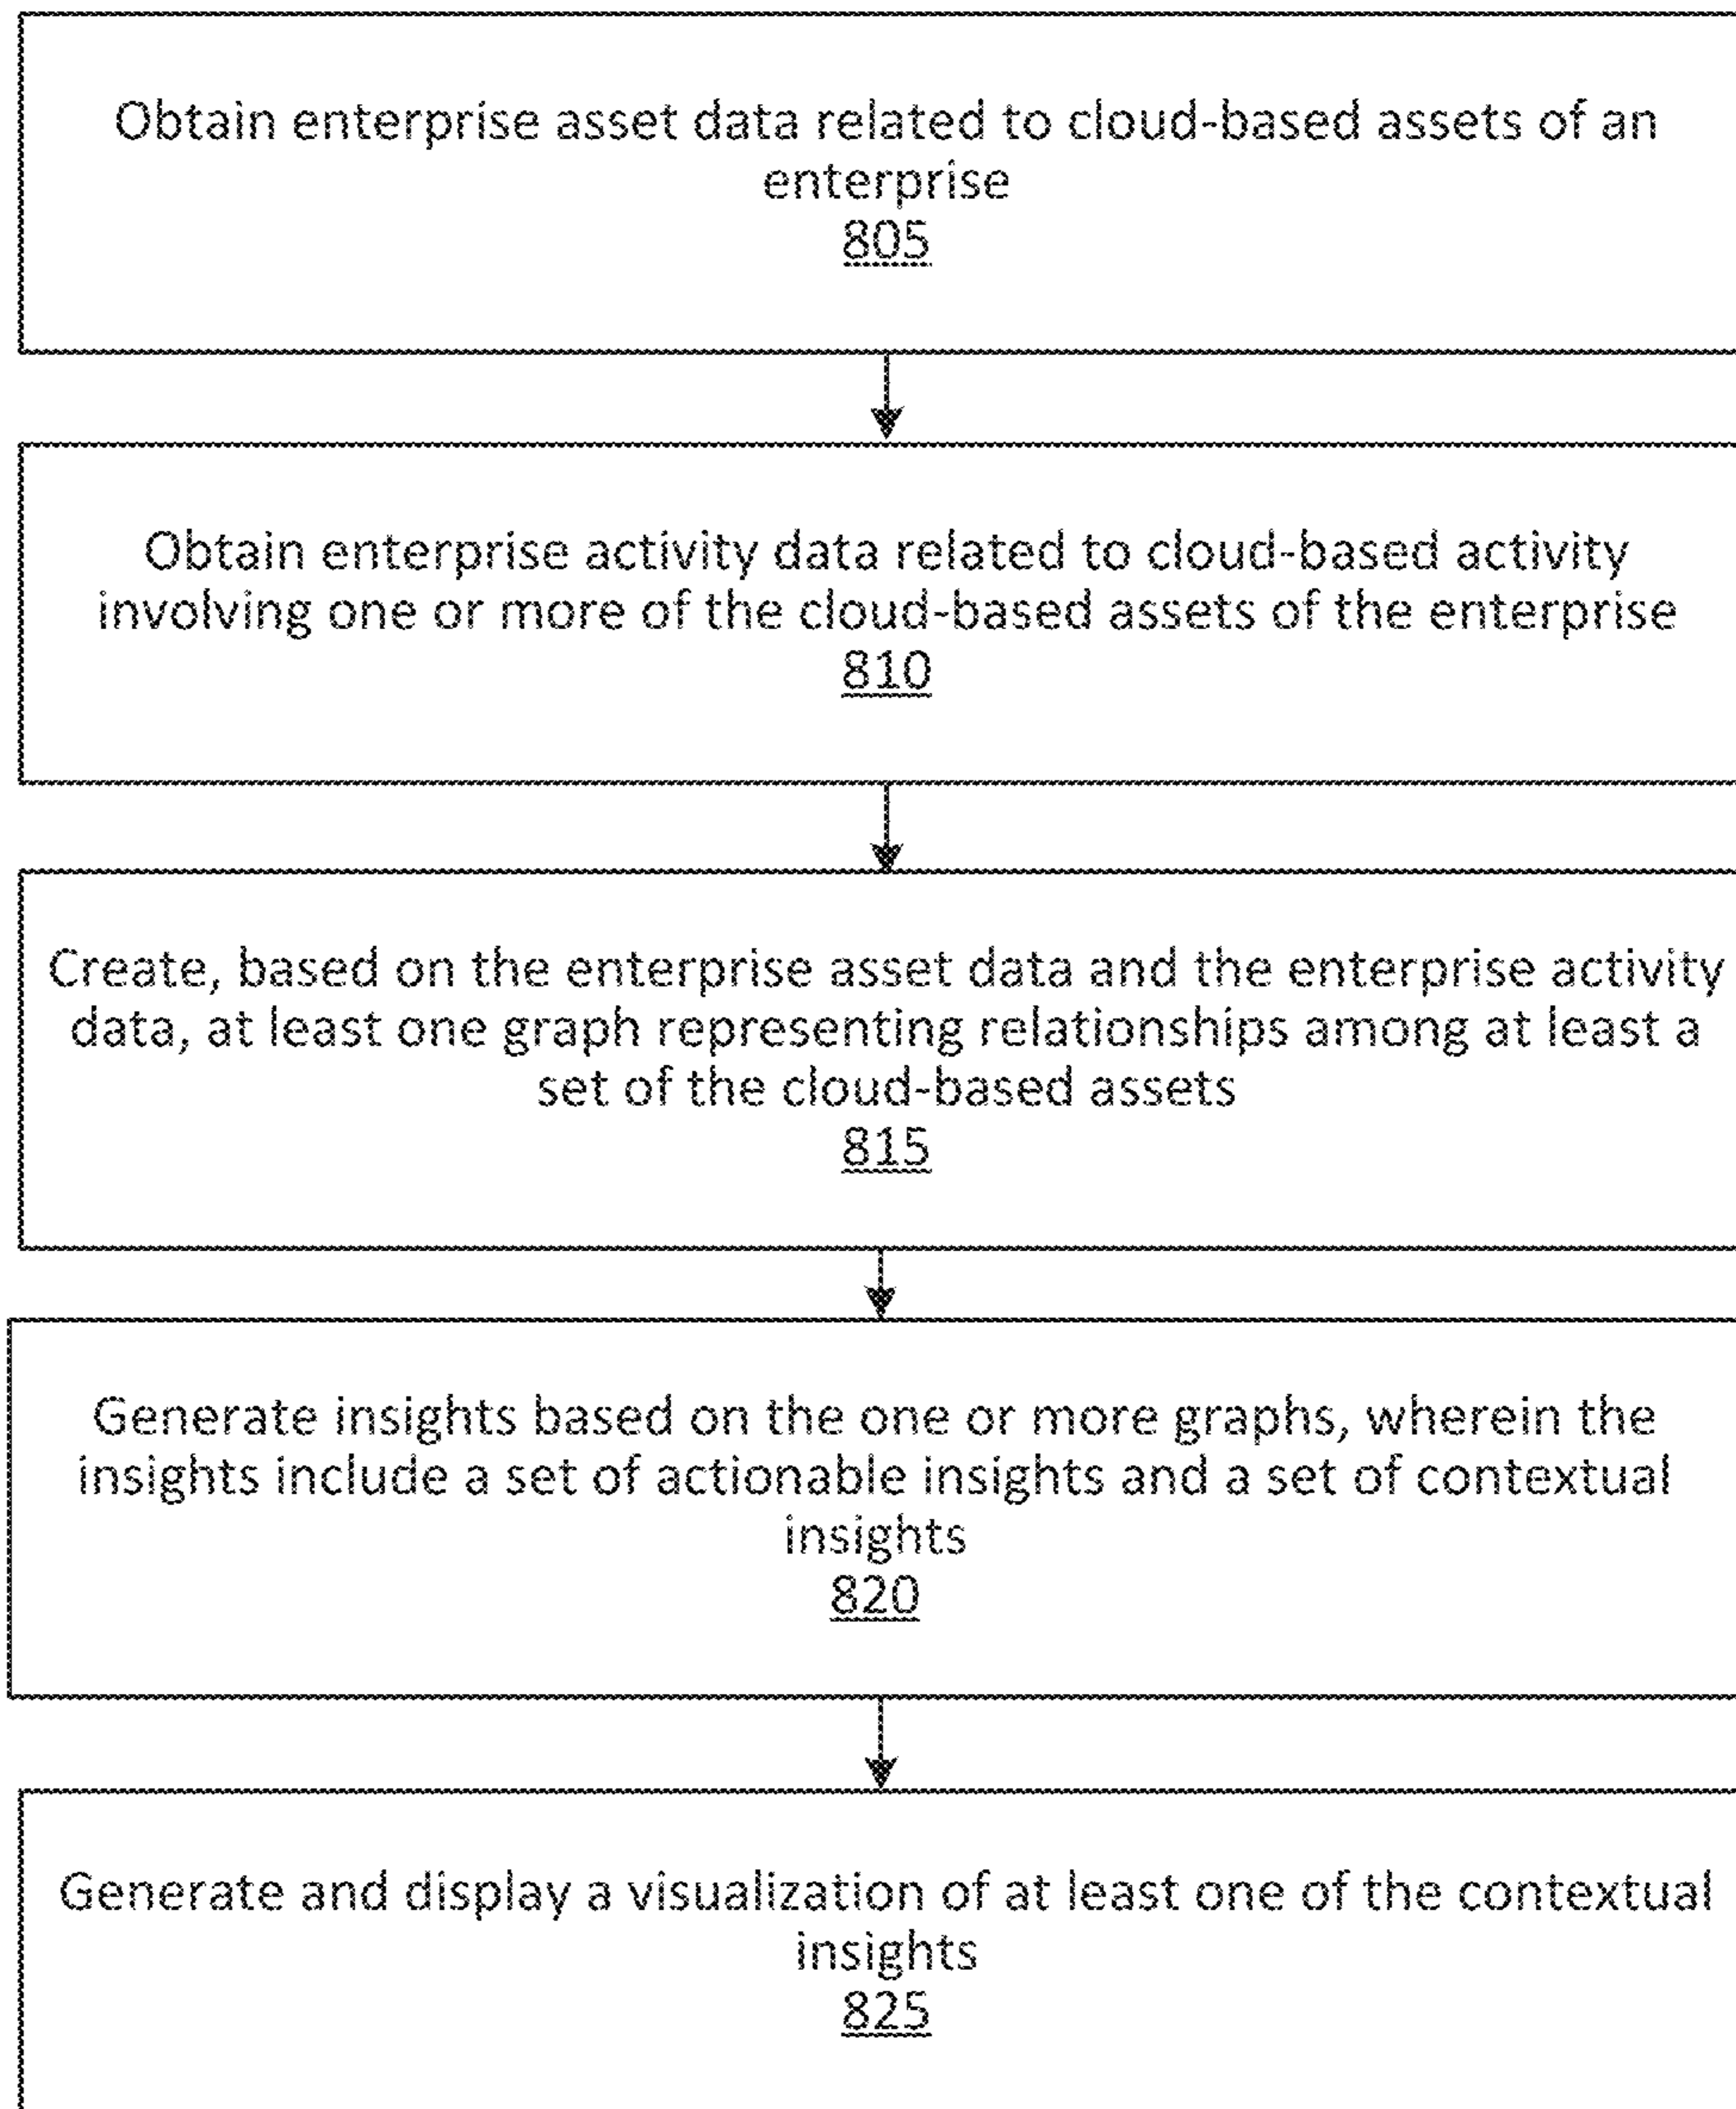 Obtain enterprise asset data related to cloud-based assets of an
enterprise
805
Obtain enterprise activity data related to cloud-based activity
involving one or more of the cloud-based assets of the enterprise
810
Create, based on the enterprise asset data and the enterprise activity
data, at least one graph representing relationships among at least a
set of the cloud-based assets
815
Generate insights based on the one or more graphs, wherein the
insights include a set of actionable insights and a set of contextual
insights
820
Generate and display a visualization of at least one of the contextual
insights
825